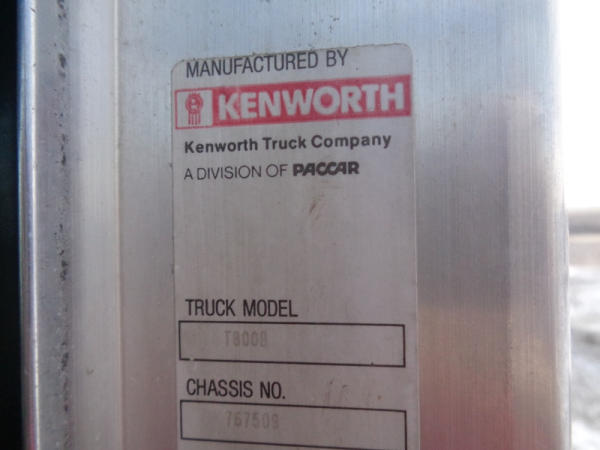 MANUFACTURED BY
KENWORTH
Kenworth Truck Company
A DIVISION OF PACCAR
TRUCK MODEL
T800B
CHASSIS NO.
767509